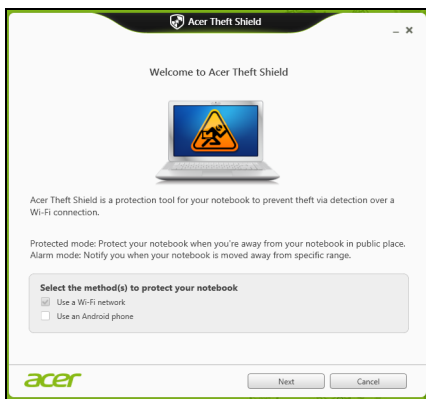 Acer Theft Shield
Welcome to Acer Theft Shield
Acer Theft Shield is a protection tool for your notebook to prevent theft via detection over a
Wi-Fi connection.
Protected mode: Protect your notebook when you're away from your notebook in public place.
Alarm mode: Notify you when your notebook is moved away from specific range.
Select the method(s) to protect your notebook
Use a Wi-Fi network
Use an Android phone
acer
Next
Cancel